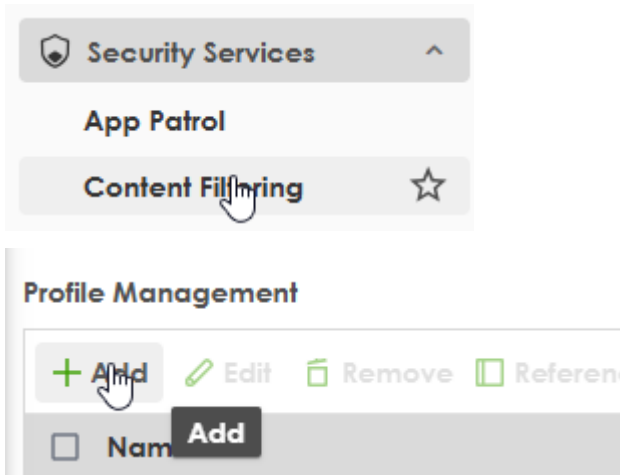 Security Services
App Patrol
Content Filtering
Profile Management
Add Edit Remove
Add